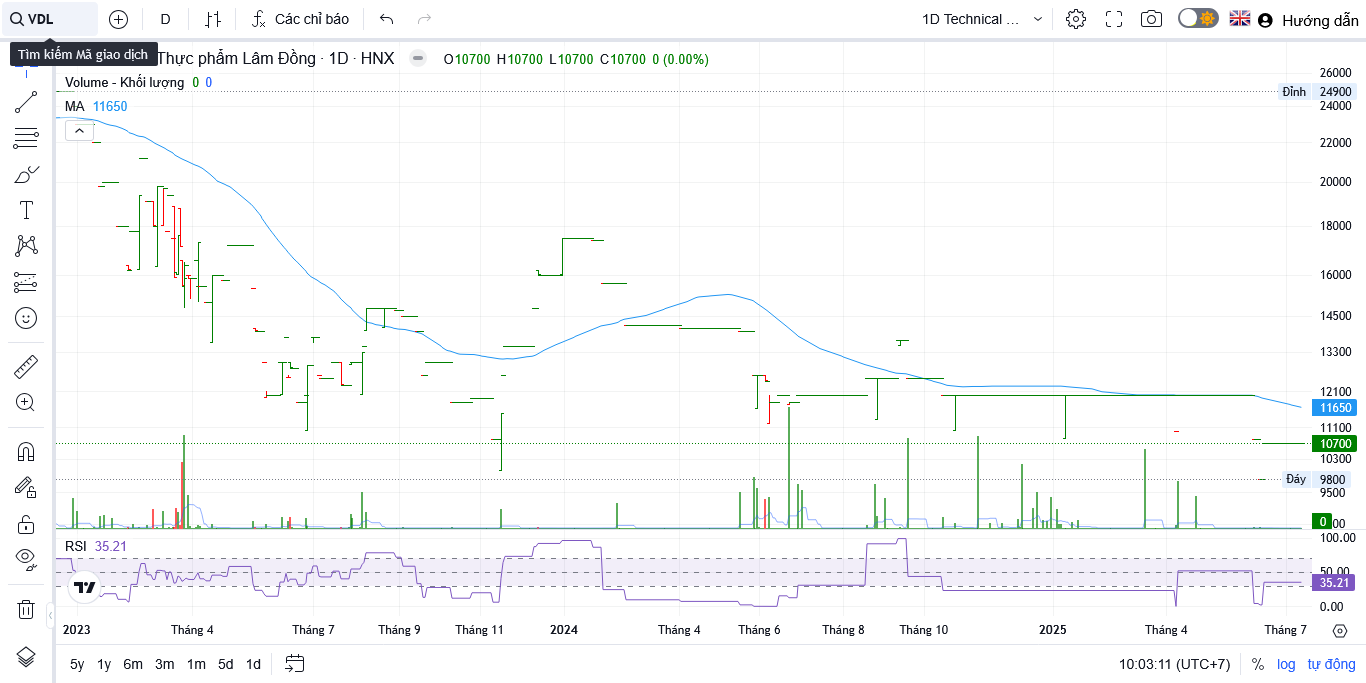 VDL
D
Các chỉ báo
1D Technical ...
Hướng dẫn
Tìm kiếm Mã giao dịch
Thực phẩm Lâm Đồng · 1D · HNX
O10700 H10700 L10700 C10700 0 (0.00%)
Volume - Khối lượng 0 0
MA 11650
26000
Đỉnh 24900
24000
22000
20000
18000
16000
14500
13300
12100
11650
11100
10700
10300
Đáy 9800
9500
0
00
RSI 35.21
100.00
50.00
35.21
0.00
2023 Tháng 4 Tháng 7 Tháng 9 Tháng 11 2024 Tháng 4 Tháng 6 Tháng 8 Tháng 10 2025 Tháng 4 Tháng 7
5y 1y 6m 3m 1m 5d 1d
10:03:11 (UTC+7) % log tự động